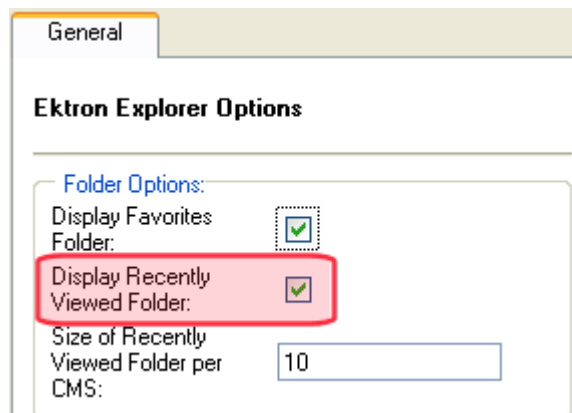 General
Ektron Explorer Options
Folder Options:
Display Favorites
Folder:
Display Recently
Viewed Folder:
Size of Recently
Viewed Folder per
CMS:
10